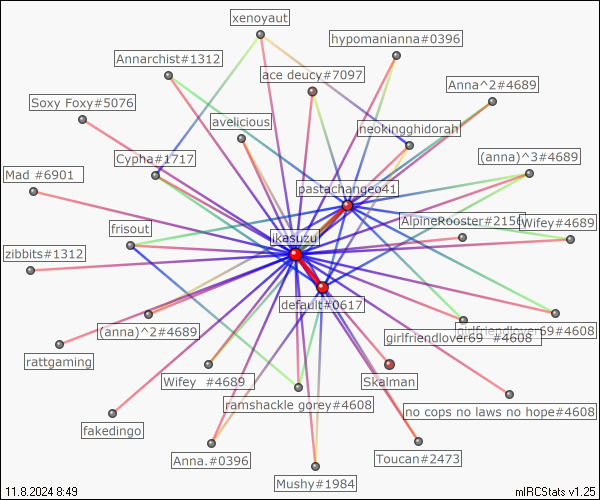 xenoyaut
hypomanianna#0396
Annarchist#1312
ace deucy#7097
Anna^2#4689
Soxy Foxy#5076
avelicious
neokingghidorah
Cypha#1717
(anna)^3#4689
Mad #6901
pastachangeo41
frisout
AlpineRooster#2150
Wifey#4689
ikasuzu
zibbits#1312
default#0617
(anna)^2#4689
girlfriendlover69#4608
girlfriendlover69 #4608
rattgaming
Wifey #4689
Skalman
ramshackle gorey#4608
no cops no laws no hope#4608
fakedingo
Anna.#0396
Toucan#2473
Mushy#1984
11.8.2024 8:49
mIRCStats v1.25